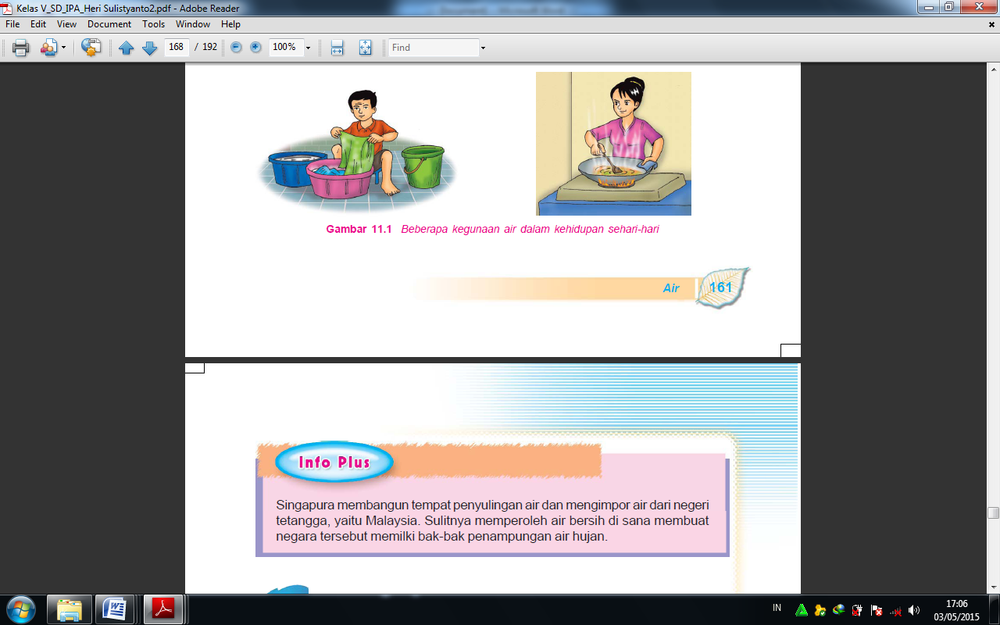 Kelas V_SD_IPA_Heri Sulistyanto2.pdf - Adobe Reader
File Edit View Document Tools Window Help
168 / 192 100% Find
Gambar 11.1 Beberapa kegunaan air dalam kehidupan sehari-hari
Air 161
Info Plus
Singapura membangun tempat penyulingan air dan mengimpor air dari negeri
tetangga, yaitu Malaysia. Sulitnya memperoleh air bersih di sana membuat
negara tersebut memilki bak-bak penampungan air hujan.
IN 17:06
03/05/2015